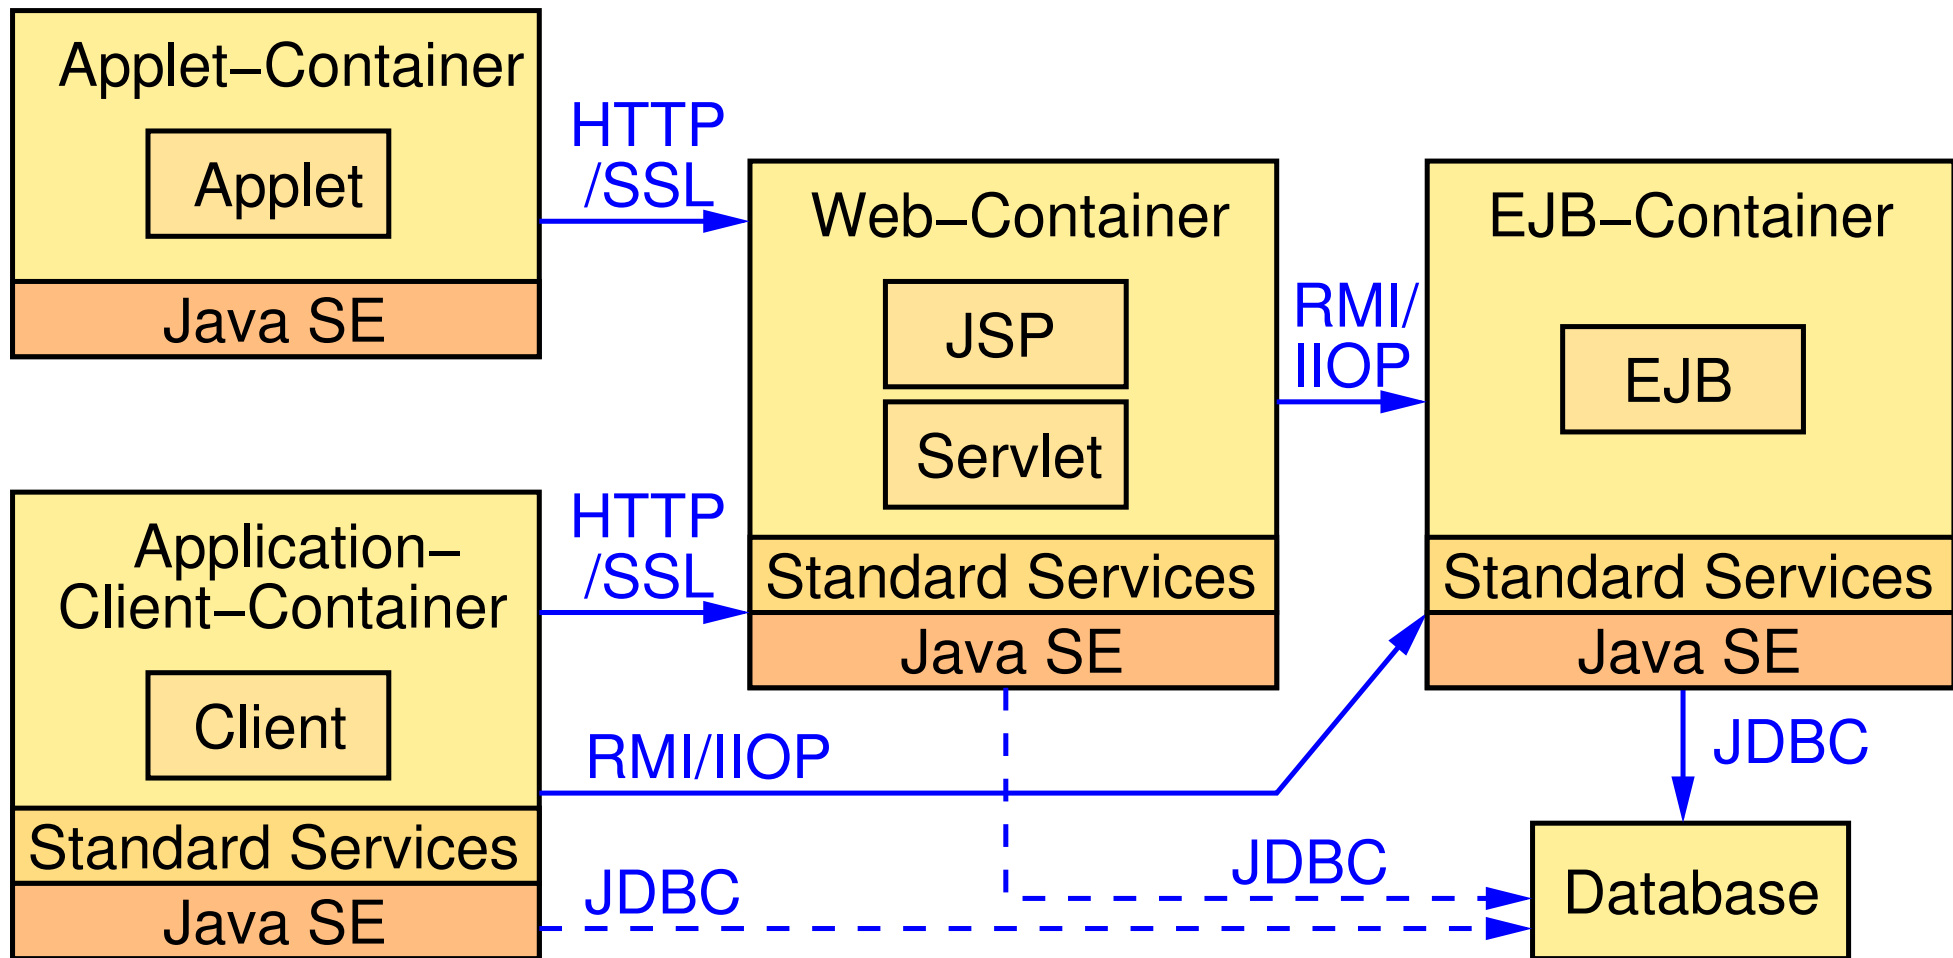 Applet–Container
Applet
Java SE
HTTP
/SSL
Web–Container
JSP
Servlet
Standard Services
Java SE
RMI/
IIOP
EJB–Container
EJB
Standard Services
Java SE
Application–
Client–Container
Client
Standard Services
Java SE
HTTP
/SSL
RMI/IIOP
JDBC
JDBC
JDBC
Database